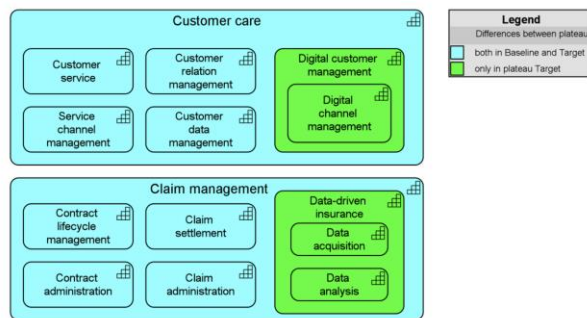 Customer care
Customer
service
Customer
relation
management
Digital customer
management
Service
channel
management
Customer
data
management
Digital
channel
management
Claim management
Contract
lifecycle
management
Claim
settlement
Data-driven
insurance
Data
acquisition
Contract
administration
Claim
administration
Data
analysis
Legend
Differences between plateau
both in Baseline and Target
only in plateau Target